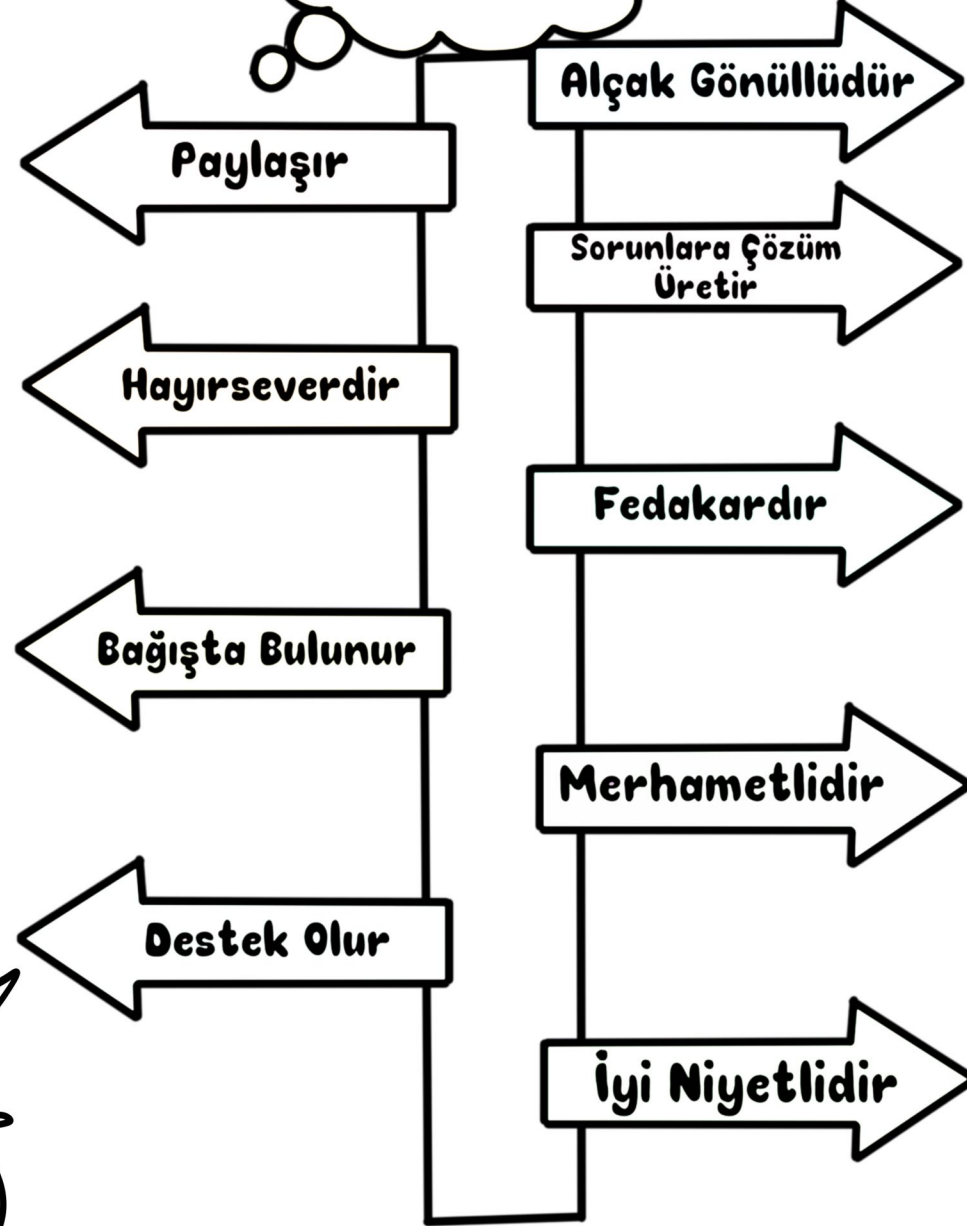 Alçak Gönüllüdür
Paylaşır
Sorunlara Çözüm
Üretir
Hayırseverdir
Fedakardır
Bağışta Bulunur
Merhametlidir
Destek Olur
İyi Niyetlidir